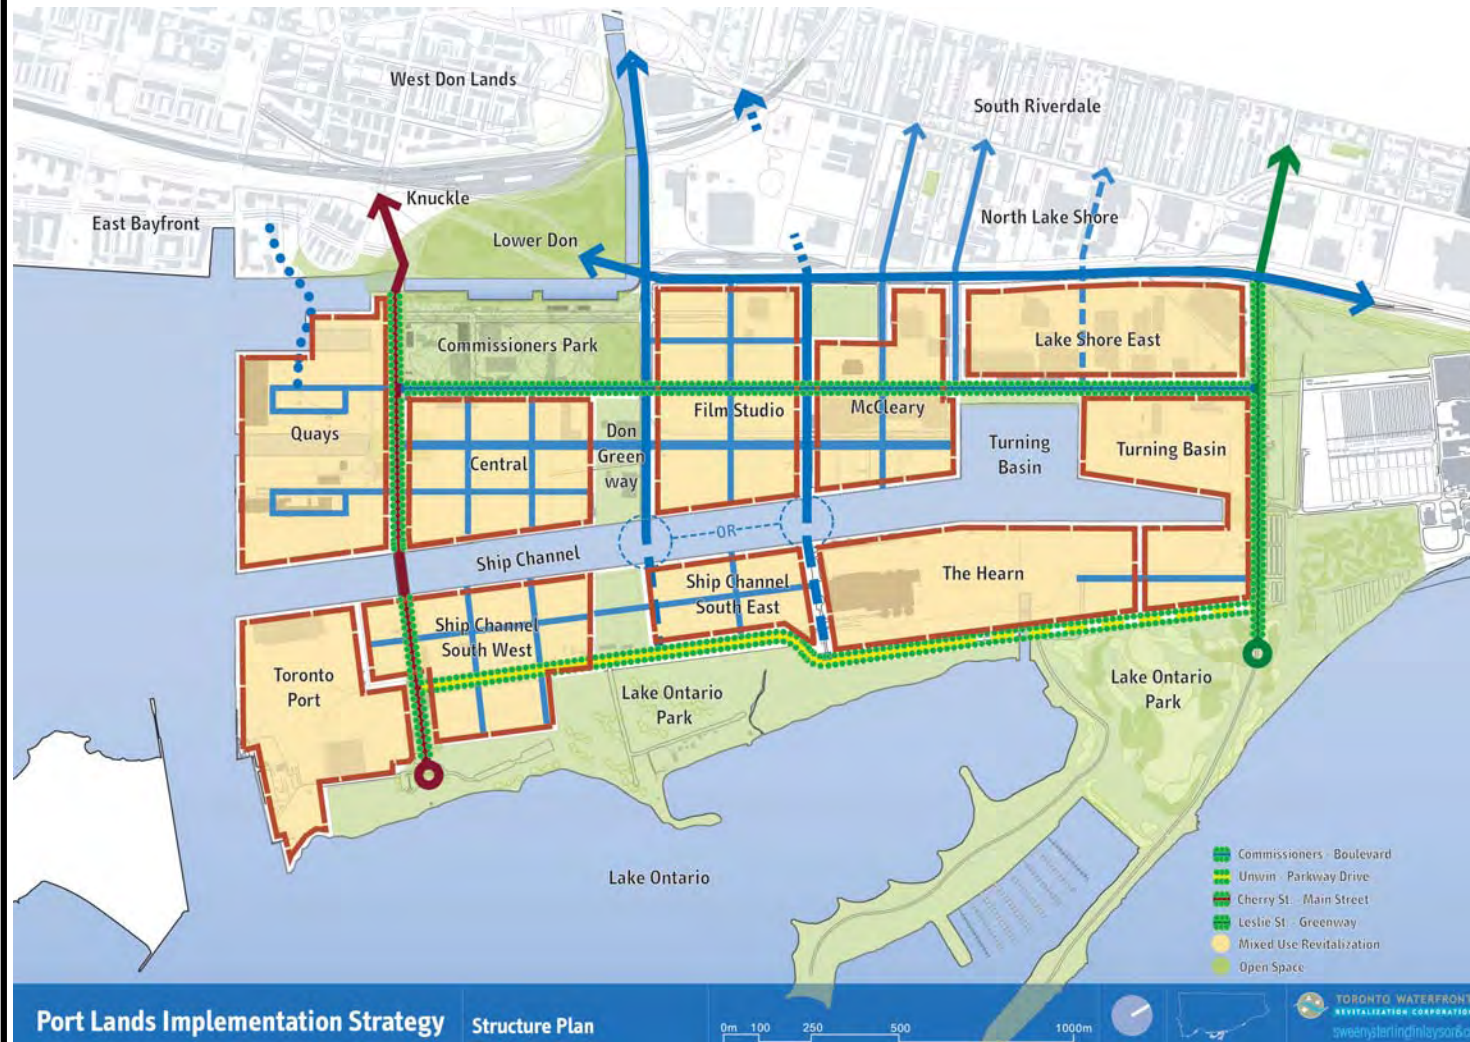 West Don Lands
South Riverdale
Knuckle
East Bayfront
North Lake Shore
Lower Don
Commissioners Park
Lake Shore East
Quays
Central
Don
Green
way
Film Studio
McCleary
Turning
Basin
Turning Basin
OR
Ship Channel
Ship Channel
South East
The Hearn
Ship Channel
South West
Toronto
Port
Lake Ontario
Park
Lake Ontario
Park
Lake Ontario
Commissioners - Boulevard
Unwin - Parkway Drive
Cherry St. - Main Street
Leslie St. - Greenway
Mixed Use Revitalization
Open Space
Port Lands Implementation Strategy
Structure Plan
0m 100 250 500 1000m
TORONTO WATERFRONT
REVITALIZATION CORPORATION
sweenysterlingfinlayson&c